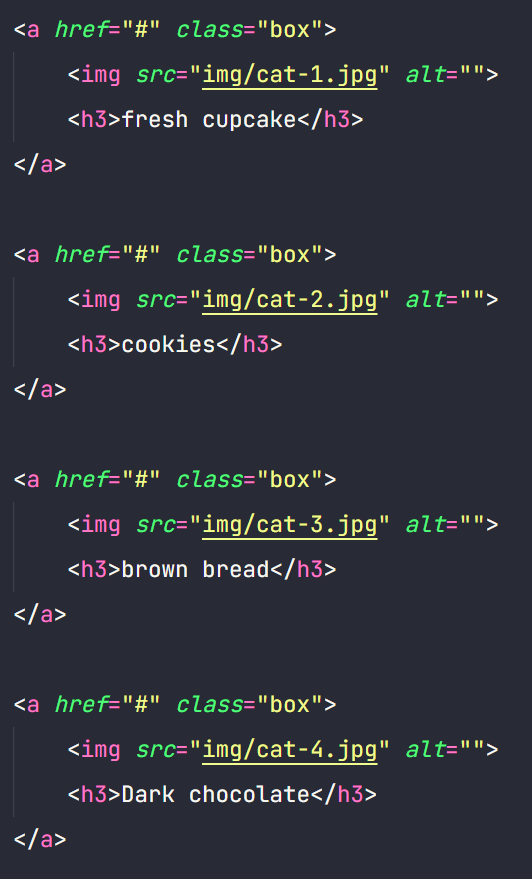 <a href="#" class="box">
    <img src="img/cat-1.jpg" alt="">
    <h3>fresh cupcake</h3>
</a>

<a href="#" class="box">
    <img src="img/cat-2.jpg" alt="">
    <h3>cookies</h3>
</a>

<a href="#" class="box">
    <img src="img/cat-3.jpg" alt="">
    <h3>brown bread</h3>
</a>

<a href="#" class="box">
    <img src="img/cat-4.jpg" alt="">
    <h3>Dark chocolate</h3>
</a>